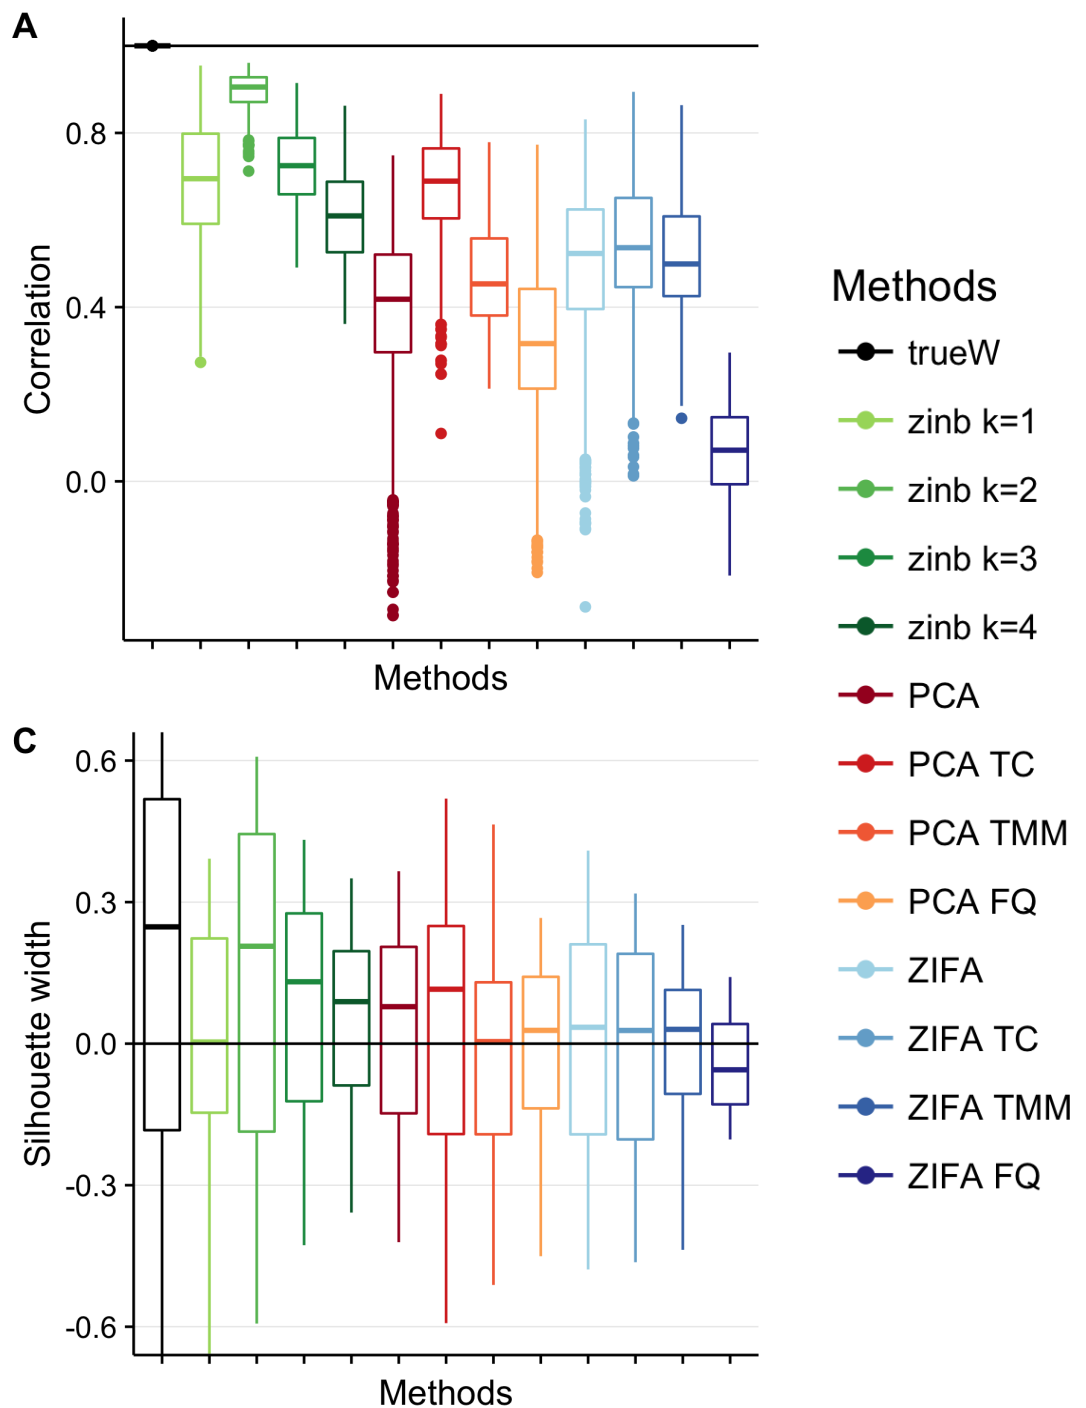 A
0.8
0.4
0.0
Correlation
Methods
C
0.6
0.3
0.0
-0.3
-0.6
Silhouette width
Methods
Methods
trueW
zinb k=1
zinb k=2
zinb k=3
zinb k=4
PCA
PCA TC
PCA TMM
PCA FQ
ZIFA
ZIFA TC
ZIFA TMM
ZIFA FQ